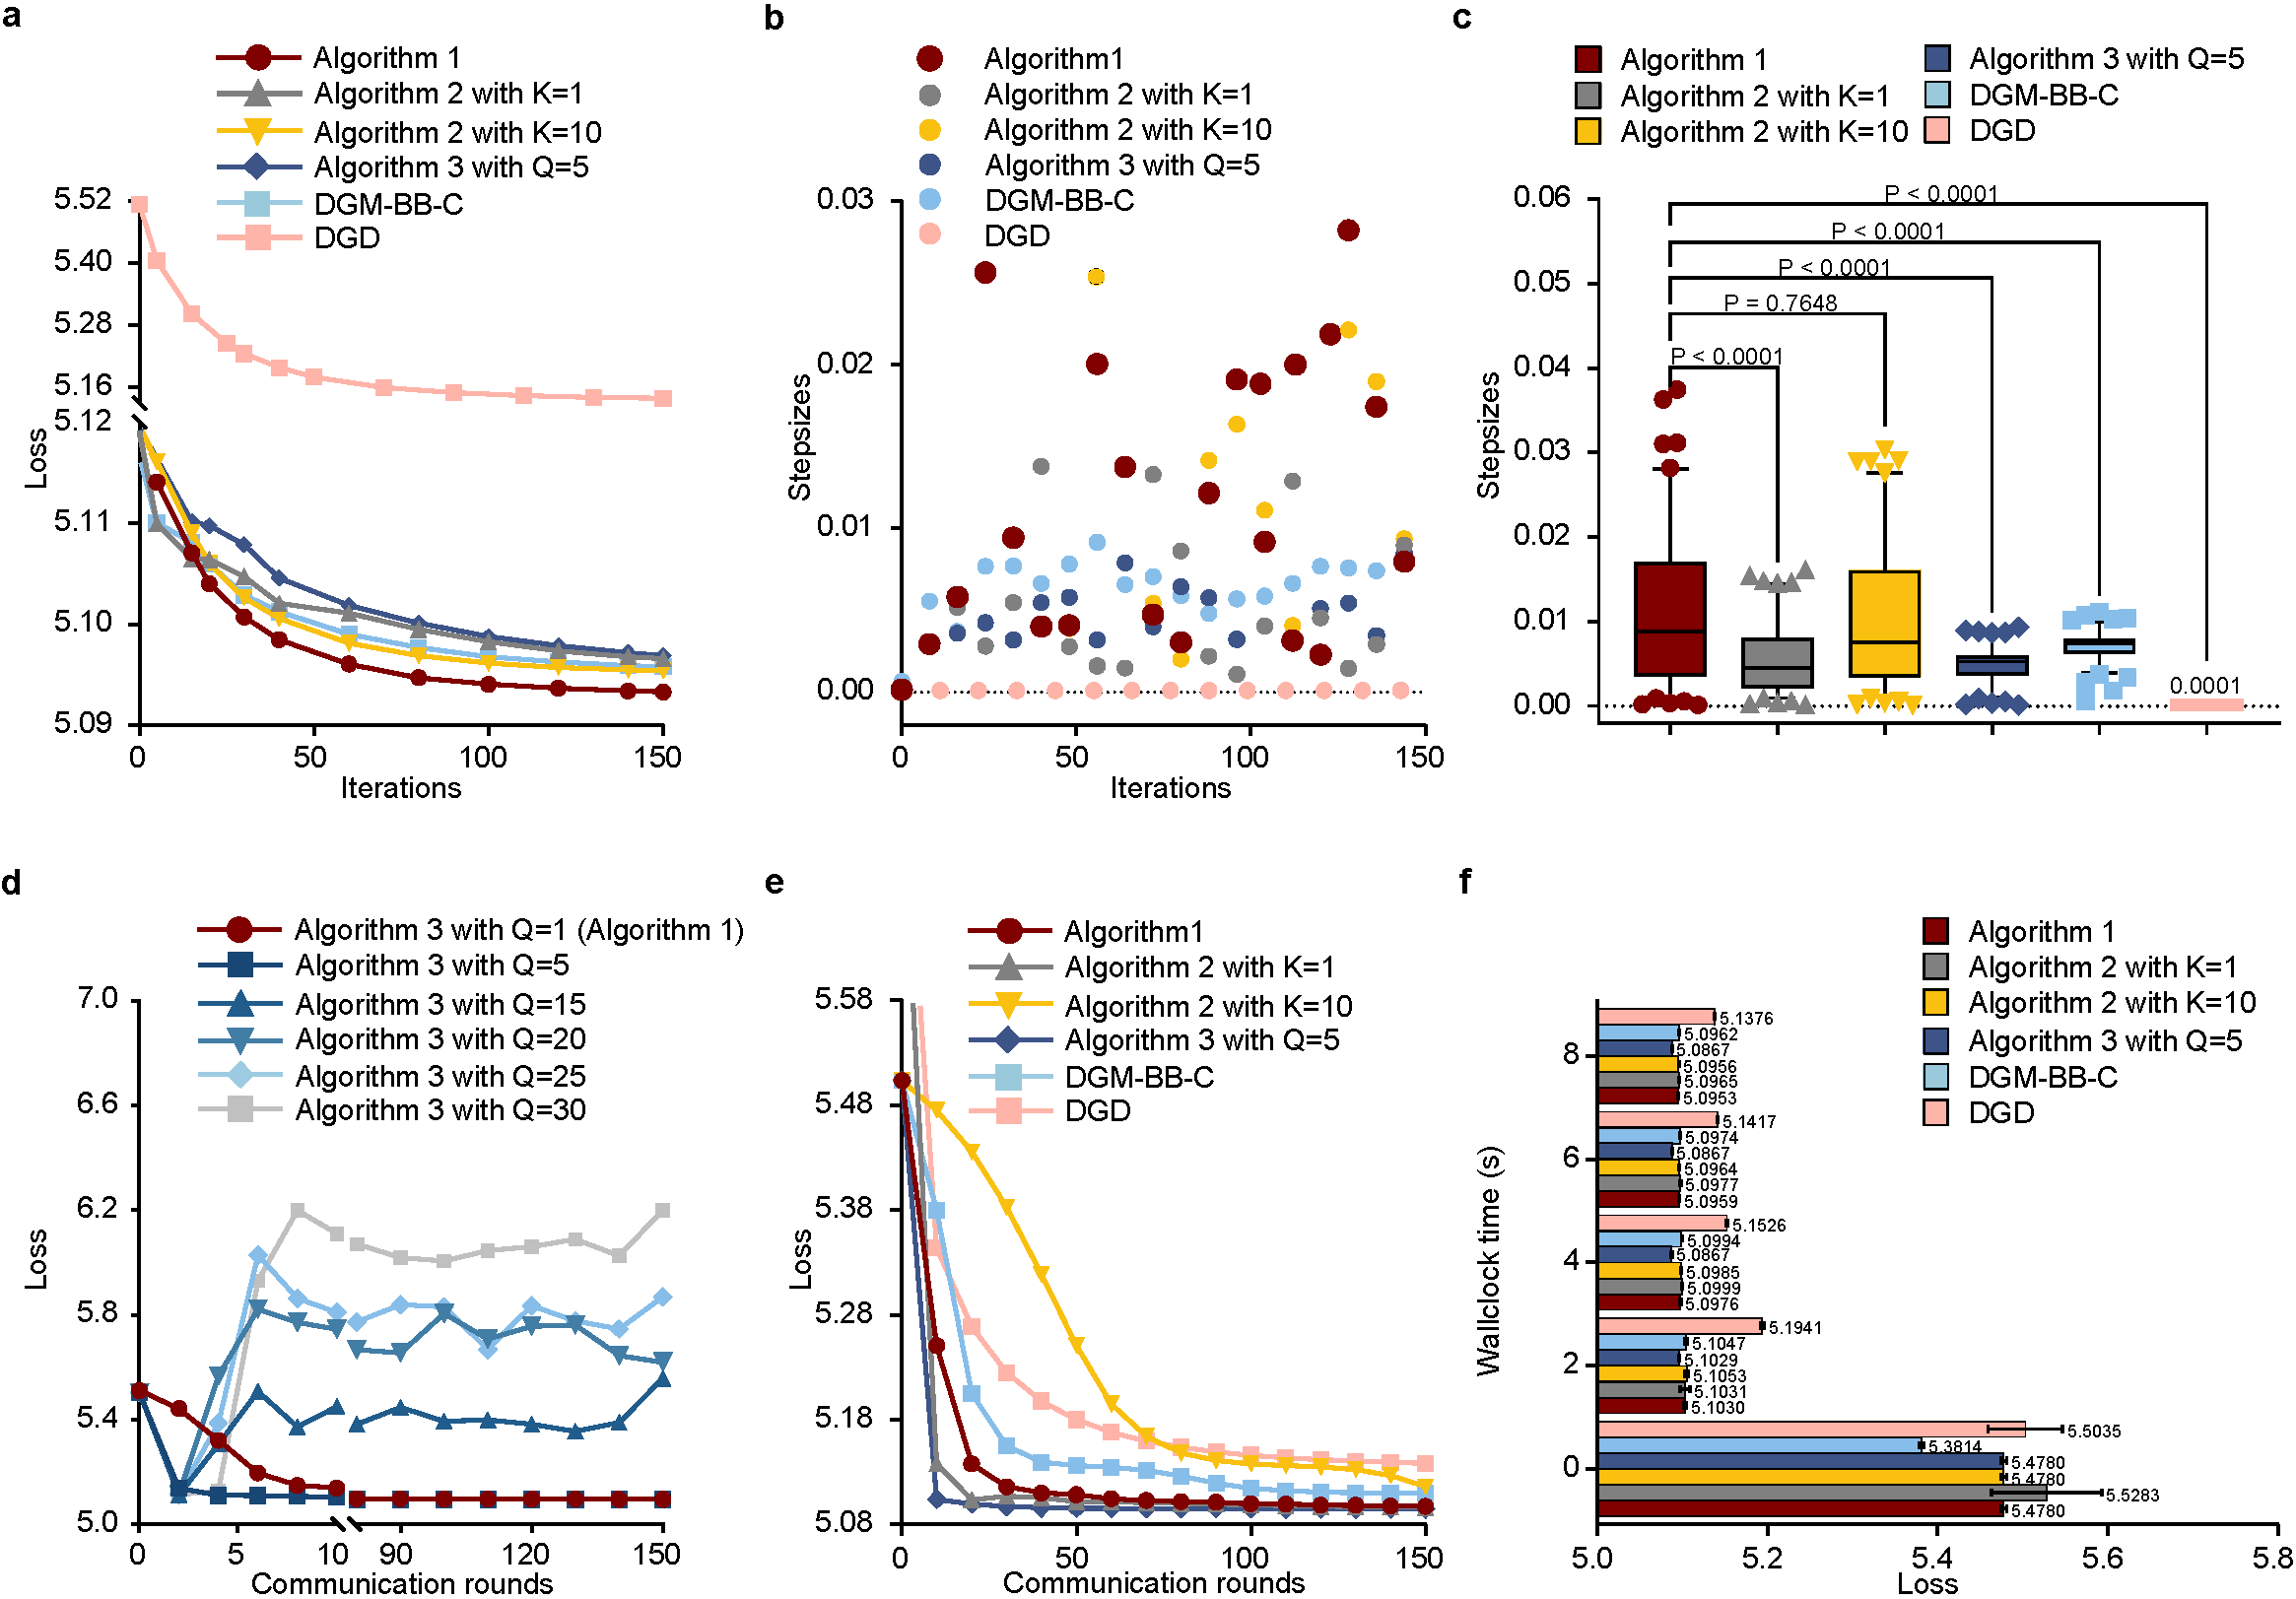 a
Algorithm 1
Algorithm 2 with K=1
Algorithm 2 with K=10
Algorithm 3 with Q=5
DGM-BB-C
DGD
5.52
5.40
5.28
5.16
5.12
5.11
5.10
5.09
Loss
0
50
100
150
Iterations
b
Algorithm1
Algorithm 2 with K=1
Algorithm 2 with K=10
Algorithm 3 with Q=5
DGM-BB-C
DGD
0.03
0.02
0.01
0.00
Stepsizes
0
50
100
150
Iterations
c
Algorithm 1
Algorithm 2 with K=1
Algorithm 2 with K=10
Algorithm 3 with Q=5
DGM-BB-C
DGD
0.06
0.05
0.04
0.03
0.02
0.01
0.00
Stepsizes
P < 0.0001
P < 0.0001
P < 0.0001
P = 0.7648
P < 0.0001
0.0001
d
Algorithm 3 with Q=1 (Algorithm 1)
Algorithm 3 with Q=5
Algorithm 3 with Q=15
Algorithm 3 with Q=20
Algorithm 3 with Q=25
Algorithm 3 with Q=30
7.0
6.6
6.2
5.8
5.4
5.0
Loss
0
5
10
90
120
150
Communication rounds
e
Algorithm1
Algorithm 2 with K=1
Algorithm 2 with K=10
Algorithm 3 with Q=5
DGM-BB-C
DGD
5.58
5.48
5.38
5.28
5.18
5.08
Loss
0
50
100
150
Communication rounds
f
Algorithm 1
Algorithm 2 with K=1
Algorithm 2 with K=10
Algorithm 3 with Q=5
DGM-BB-C
DGD
Wallclock time (s)
8
6
4
2
0
5.1376
5.0962
5.0867
5.0956
5.0965
5.0953
5.1417
5.0974
5.0867
5.0964
5.0977
5.0959
5.1526
5.0994
5.0867
5.0985
5.0999
5.0976
5.1941
5.1047
5.1029
5.1053
5.1031
5.1030
5.5035
5.3814
5.4780
5.4780
5.5283
5.4780
5.0
5.2
5.4
5.6
5.8
Loss